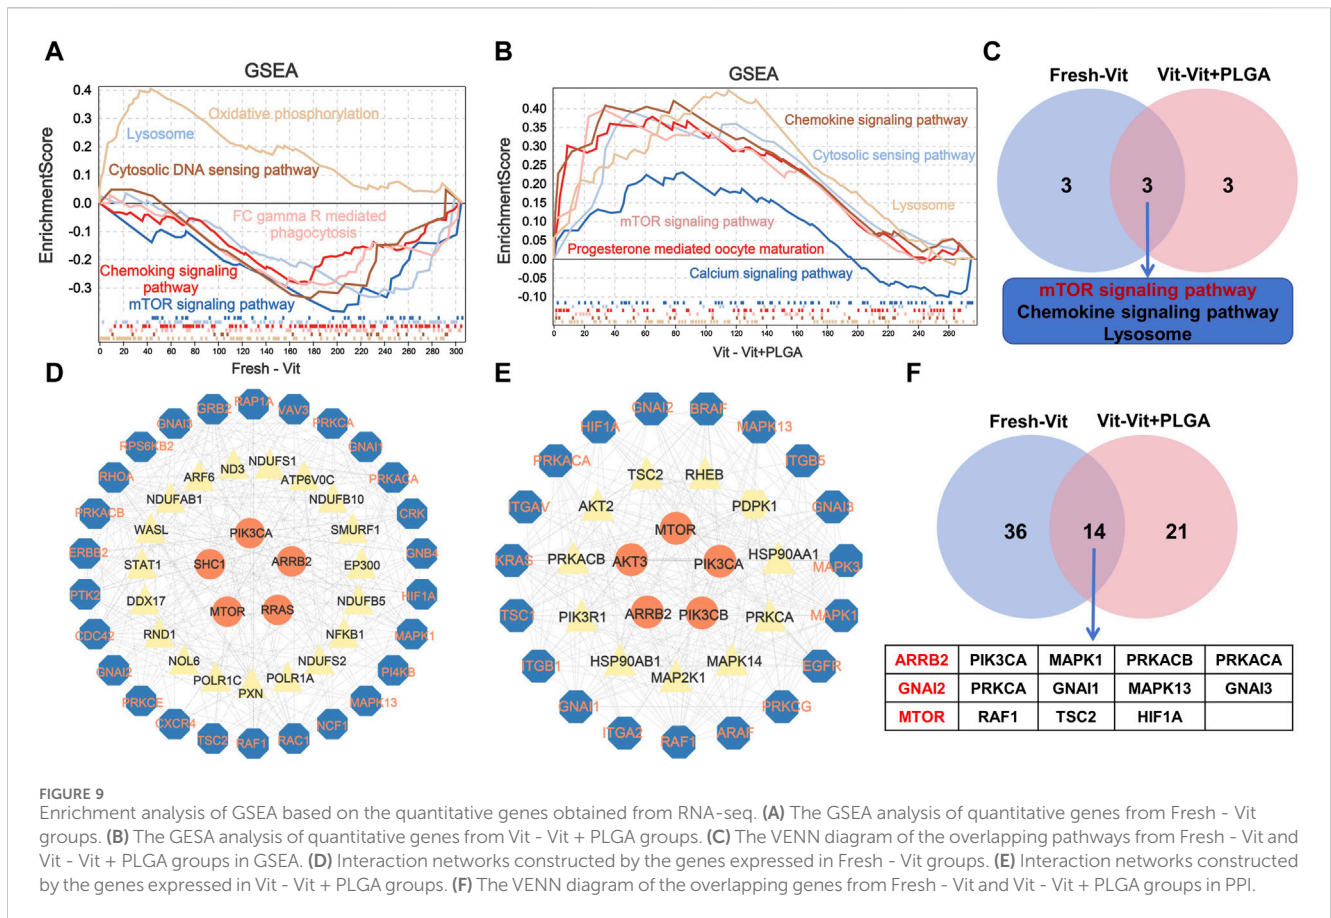 A
GSEA
EnrichmentScore
0.4
0.3
0.2
0.1
0.0
-0.1
-0.2
-0.3
Oxidative phosphorylation
Lysosome
Cytosolic DNA sensing pathway
FC gamma R mediated
phagocytosis
Chemoking signaling
pathway
mTOR signaling pathway
0 20 40 60 80 100 120 140 160 180 200 220 240 260 280 300
Fresh - Vit
B
GSEA
EnrichmentScore
0.40
0.35
0.30
0.25
0.20
0.15
0.10
0.05
0.00
-0.05
-0.10
Chemokine signaling pathway
Cytosolic sensing pathway
Lysosome
mTOR signaling pathway
Progesterone mediated oocyte maturation
Calcium signaling pathway
0 20 40 60 80 100 120 140 160 180 200 220 240 260
Vit - Vit+PLGA
C
Fresh-Vit Vit-Vit+PLGA
3 3 3
mTOR signaling pathway
Chemokine signaling pathway
Lysosome
D
RAP1A
GRB2
VAV3
GNAI3
PRKCA
RPS6KB2
GNAI1
RHOA
PRKACA
PRKACB
CRK
ERBB2
GNB4
PTK2
HIF1A
CDC42
MAPK1
GNAI2
PI4KB
PRKCE
MAPK13
CXCR4
NCF1
TSC2
RAF1
RAC1
NDUFS1
ND3
ARF6
ATP6V0C
NDUFAB1
NDUFB10
WASL
SMURF1
STAT1
EP300
DDX17
NDUFB5
RND1
NFKB1
NOL6
NDUFS2
POLR1C
POLR1A
PXN
PIK3CA
SHC1
ARRB2
MTOR
RRAS
E
GNAI2
BRAF
HIF1A
MAPK13
PRKACA
ITGB5
ITGAV
GNAI3
KRAS
MAPK3
TSC1
MAPK1
ITGB1
EGFR
GNAI1
PRKCG
ITGA2
RAF1
ARAF
TSC2
RHEB
AKT2
PDPK1
PRKACB
HSP90AA1
PIK3R1
PRKCA
HSP90AB1
MAPK14
MAP2K1
MTOR
AKT3
PIK3CA
ARRB2
PIK3CB
F
Fresh-Vit Vit-Vit+PLGA
36 14 21
ARRB2 PIK3CA MAPK1 PRKACB PRKACA
GNAI2 PRKCA GNAI1 MAPK13 GNAI3
MTOR RAF1 TSC2 HIF1A
FIGURE 9
Enrichment analysis of GSEA based on the quantitative genes obtained from RNA-seq. (A) The GSEA analysis of quantitative genes from Fresh - Vit
groups. (B) The GESA analysis of quantitative genes from Vit - Vit + PLGA groups. (C) The VENN diagram of the overlapping pathways from Fresh - Vit and
Vit - Vit + PLGA groups in GSEA. (D) Interaction networks constructed by the genes expressed in Fresh - Vit groups. (E) Interaction networks constructed
by the genes expressed in Vit - Vit + PLGA groups. (F) The VENN diagram of the overlapping genes from Fresh - Vit and Vit - Vit + PLGA groups in PPI.